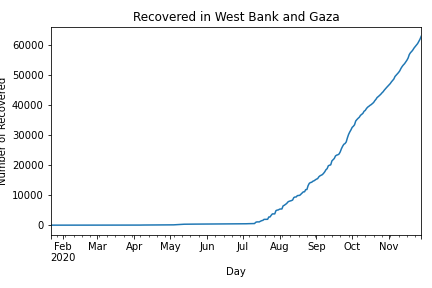 Recovered in West Bank and Gaza
Number of Recovered
60000
50000
40000
30000
20000
10000
0
Feb Mar Apr May Jun Jul Aug Sep Oct Nov
2020
Day